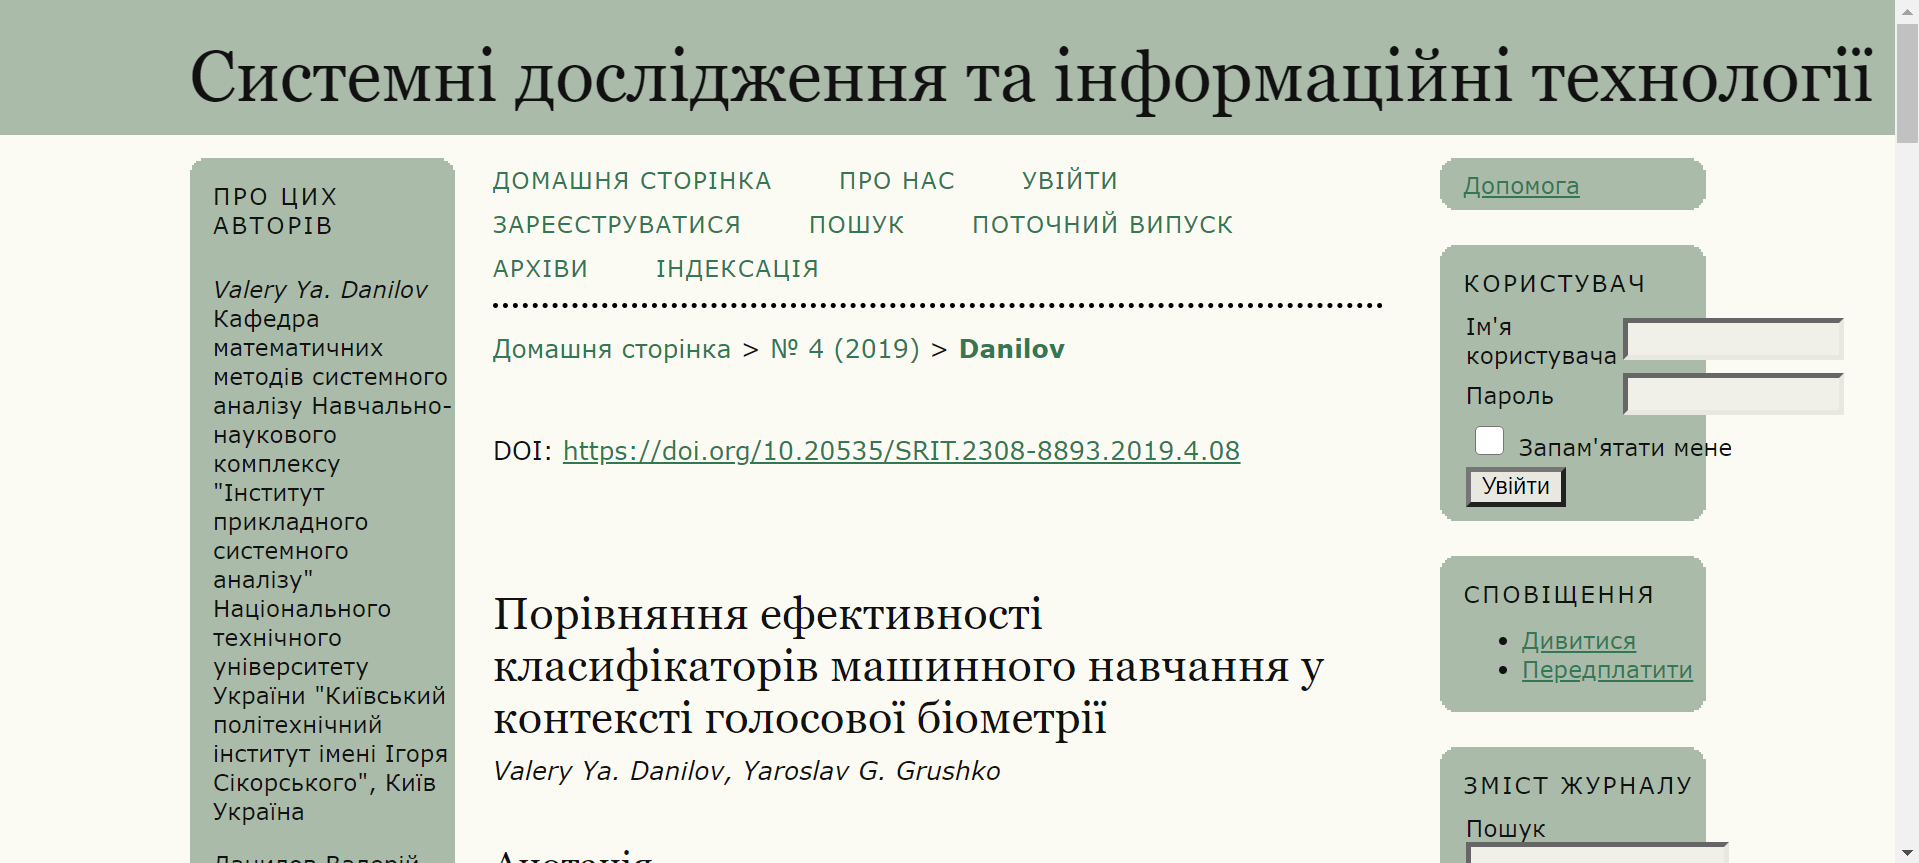 Системні дослідження та інформаційні технології
ПРО ЦИХ
АВТОРІВ
Valery Ya. Danilov
Кафедра
математичних
методів системного
аналізу Навчально-
наукового
комплексу
"Інститут
прикладного
системного
аналізу"
Національного
технічного
університету
України "Київський
політехнічний
інститут імені Ігоря
Сікорського", Київ
Україна
Данилов Валерій
ДОМАШНЯ СТОРІНКА ПРО НАС УВІЙТИ
ЗАРЕЄСТРУВАТИСЯ ПОШУК ПОТОЧНИЙ ВИПУСК
АРХІВИ ІНДЕКСАЦІЯ
Домашня сторінка > № 4 (2019) > Danilov
DOI: https://doi.org/10.20535/SRIT.2308-8893.2019.4.08
Порівняння ефективності
класифікаторів машинного навчання у
контексті голосової біометрії
Valery Ya. Danilov, Yaroslav G. Grushko
Анотація
Допомога
КОРИСТУВАЧ
Ім'я
користувача
Пароль
Запам'ятати мене
Увійти
СПОВІЩЕННЯ
Дивитися
Передплатити
ЗМІСТ ЖУРНАЛУ
Пошук